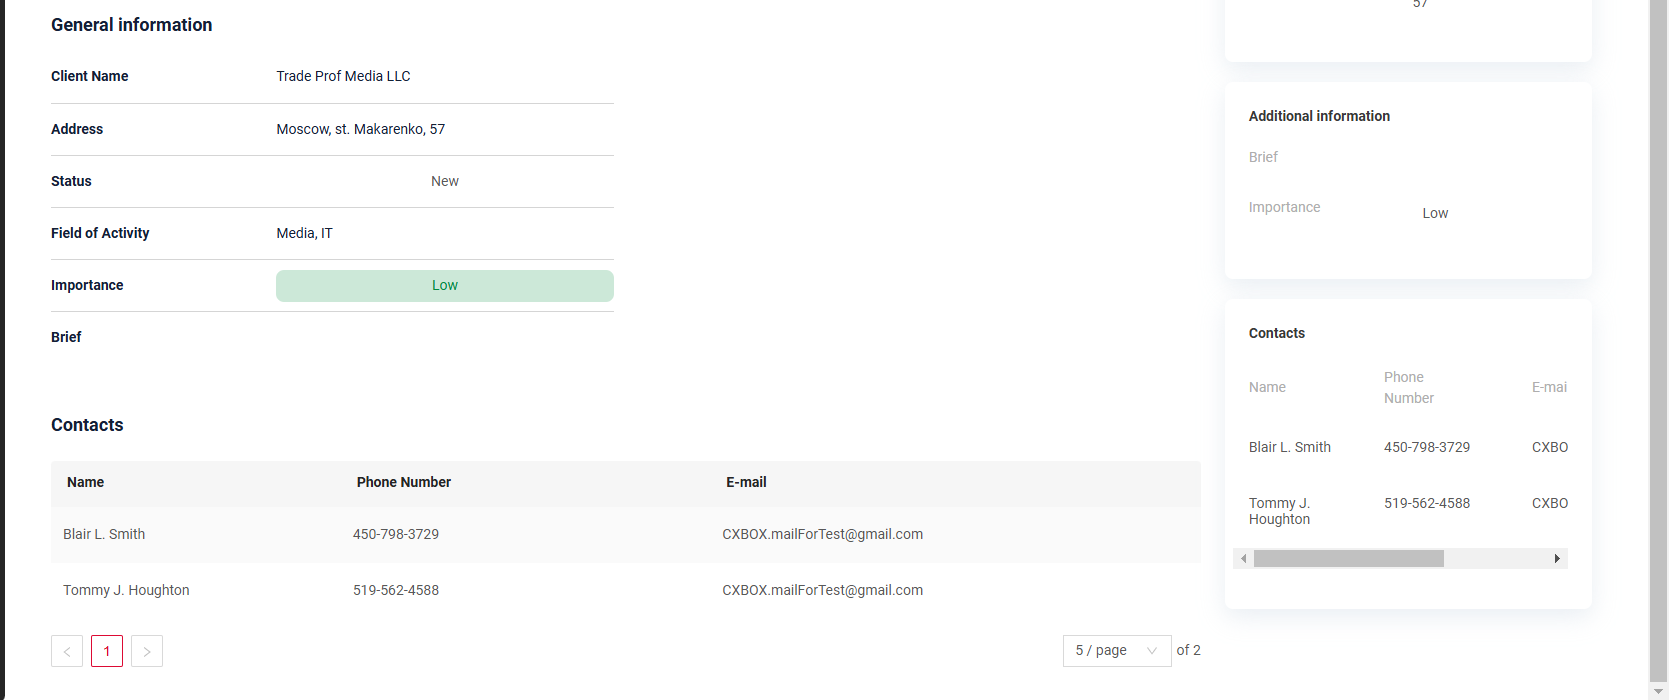 General information
Client Name Trade Prof Media LLC
Address Moscow, st. Makarenko, 57
Status New
Field of Activity Media, IT
Importance Low
Brief
Contacts
Name Phone Number E-mail
Blair L. Smith 450-798-3729 CXBOX.mailForTest@gmail.com
Tommy J. Houghton 519-562-4588 CXBOX.mailForTest@gmail.com
< 1 >
5 / page of 2
57
Additional information
Brief
Importance Low
Contacts
Name Phone Number E-mai
Blair L. Smith 450-798-3729 CXBO
Tommy J. Houghton 519-562-4588 CXBO